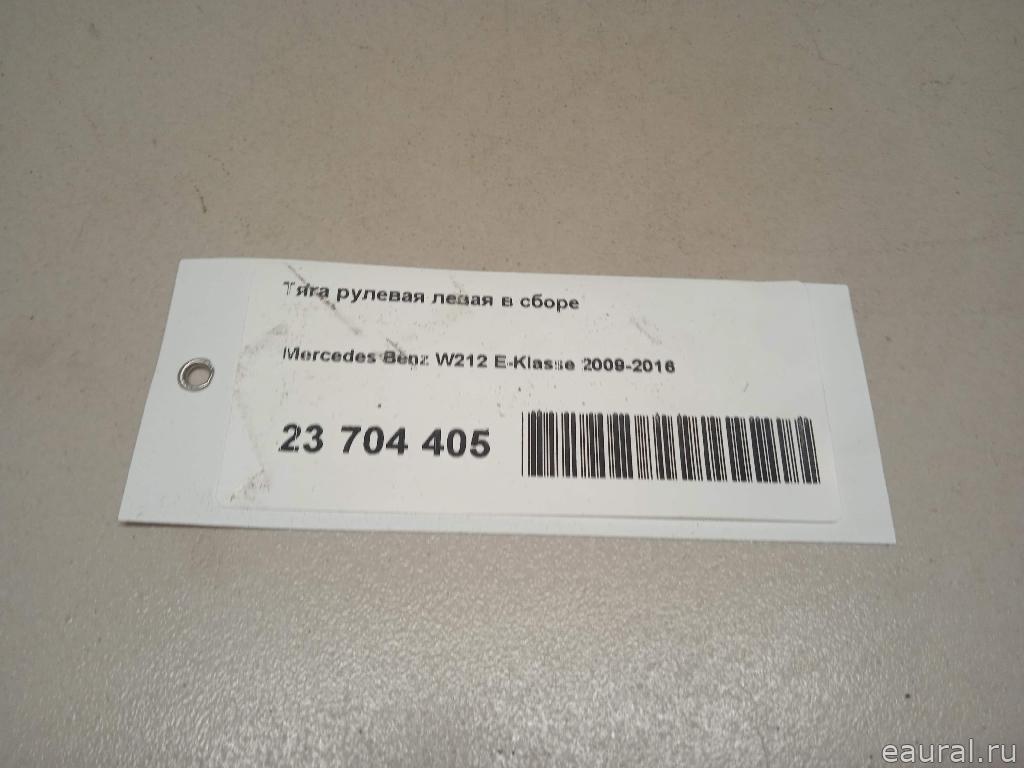 Тяга рулевая левая в сборе
Mercedes Benz W212 E-Klasse 2009-2016
23 704 405
eaural.ru